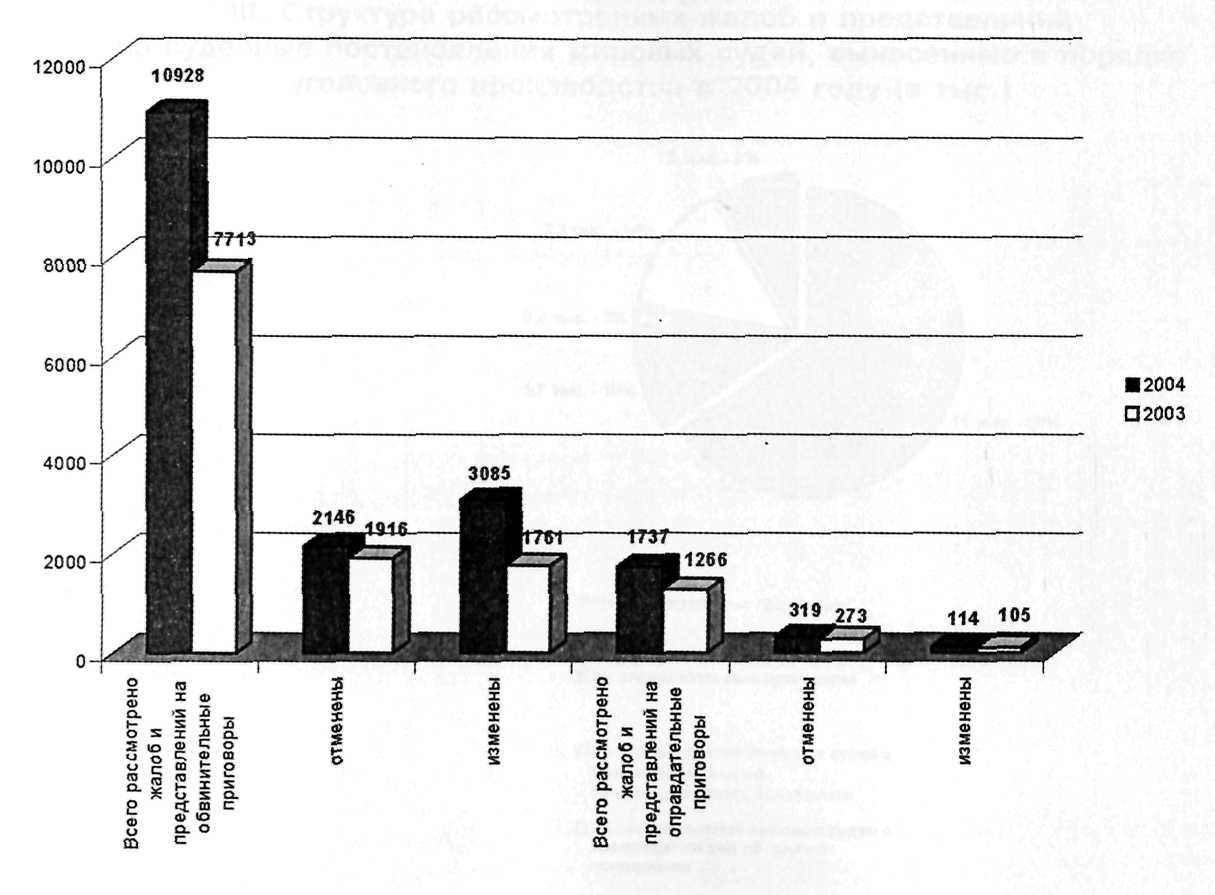 12000
10000
8000
6000
4000
2000
0
10928
7713
2146
1916
3085
1761
1737
1266
319
273
114
105
2004
2003
Всего рассмотрено
жалоб и
представлений на
обвинительные
приговоры
отменены
изменены
Всего рассмотрено
жалоб и
представлений на
оправдательные
приговоры
отменены
изменены